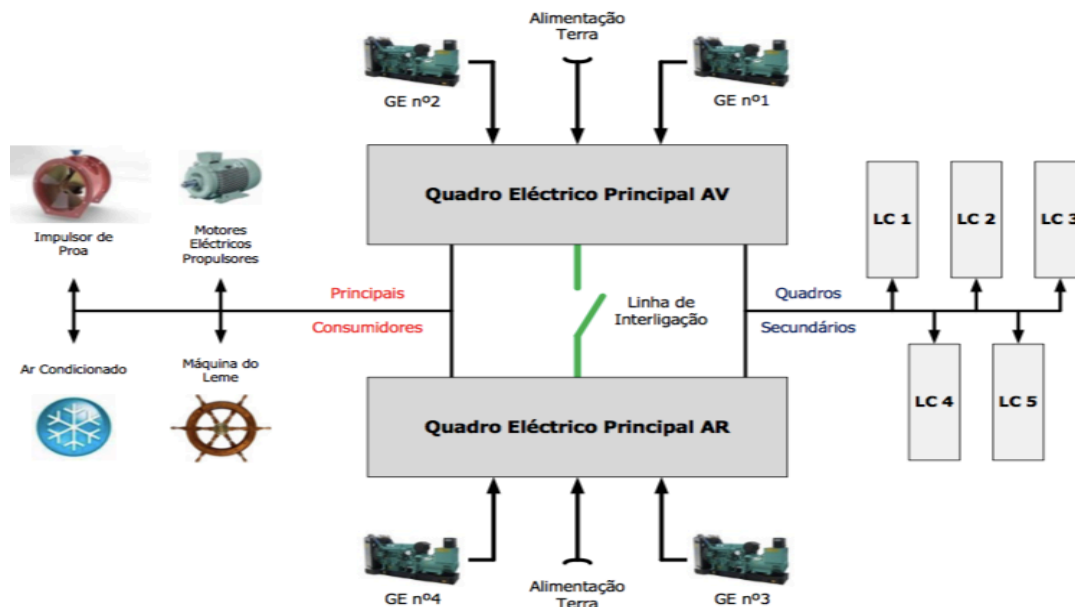 Alimentação
Terra
GE nº2
GE nº1
Quadro Eléctrico Principal AV
LC 1
LC 2
LC 3
Impulsor de
Proa
Motores
Eléctricos
Propulsores
Principais
Consumidores
Linha de
Interligação
Quadros
Secundários
Ar Condicionado
Máquina do
Leme
LC 4
LC 5
Quadro Eléctrico Principal AR
GE nº4
Alimentação
Terra
GE nº3